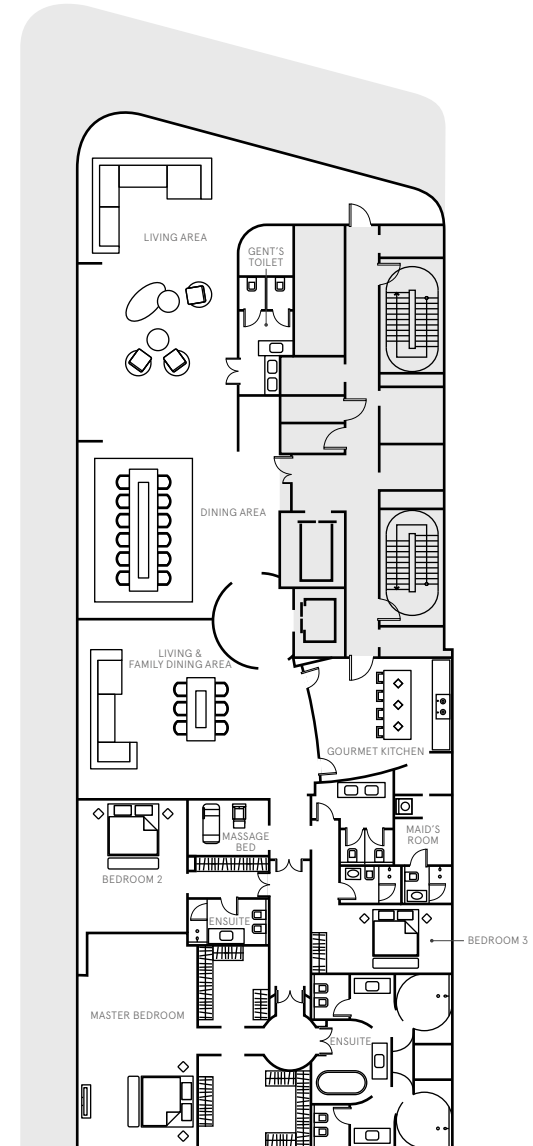 LIVING AREA
GENT'S
TOILET
DINING AREA
LIVING &
FAMILY DINING AREA
GOURMET KITCHEN
MASSAGE
BED
MAID'S
ROOM
BEDROOM 2
ENSUITE
BEDROOM 3
MASTER BEDROOM
ENSUITE